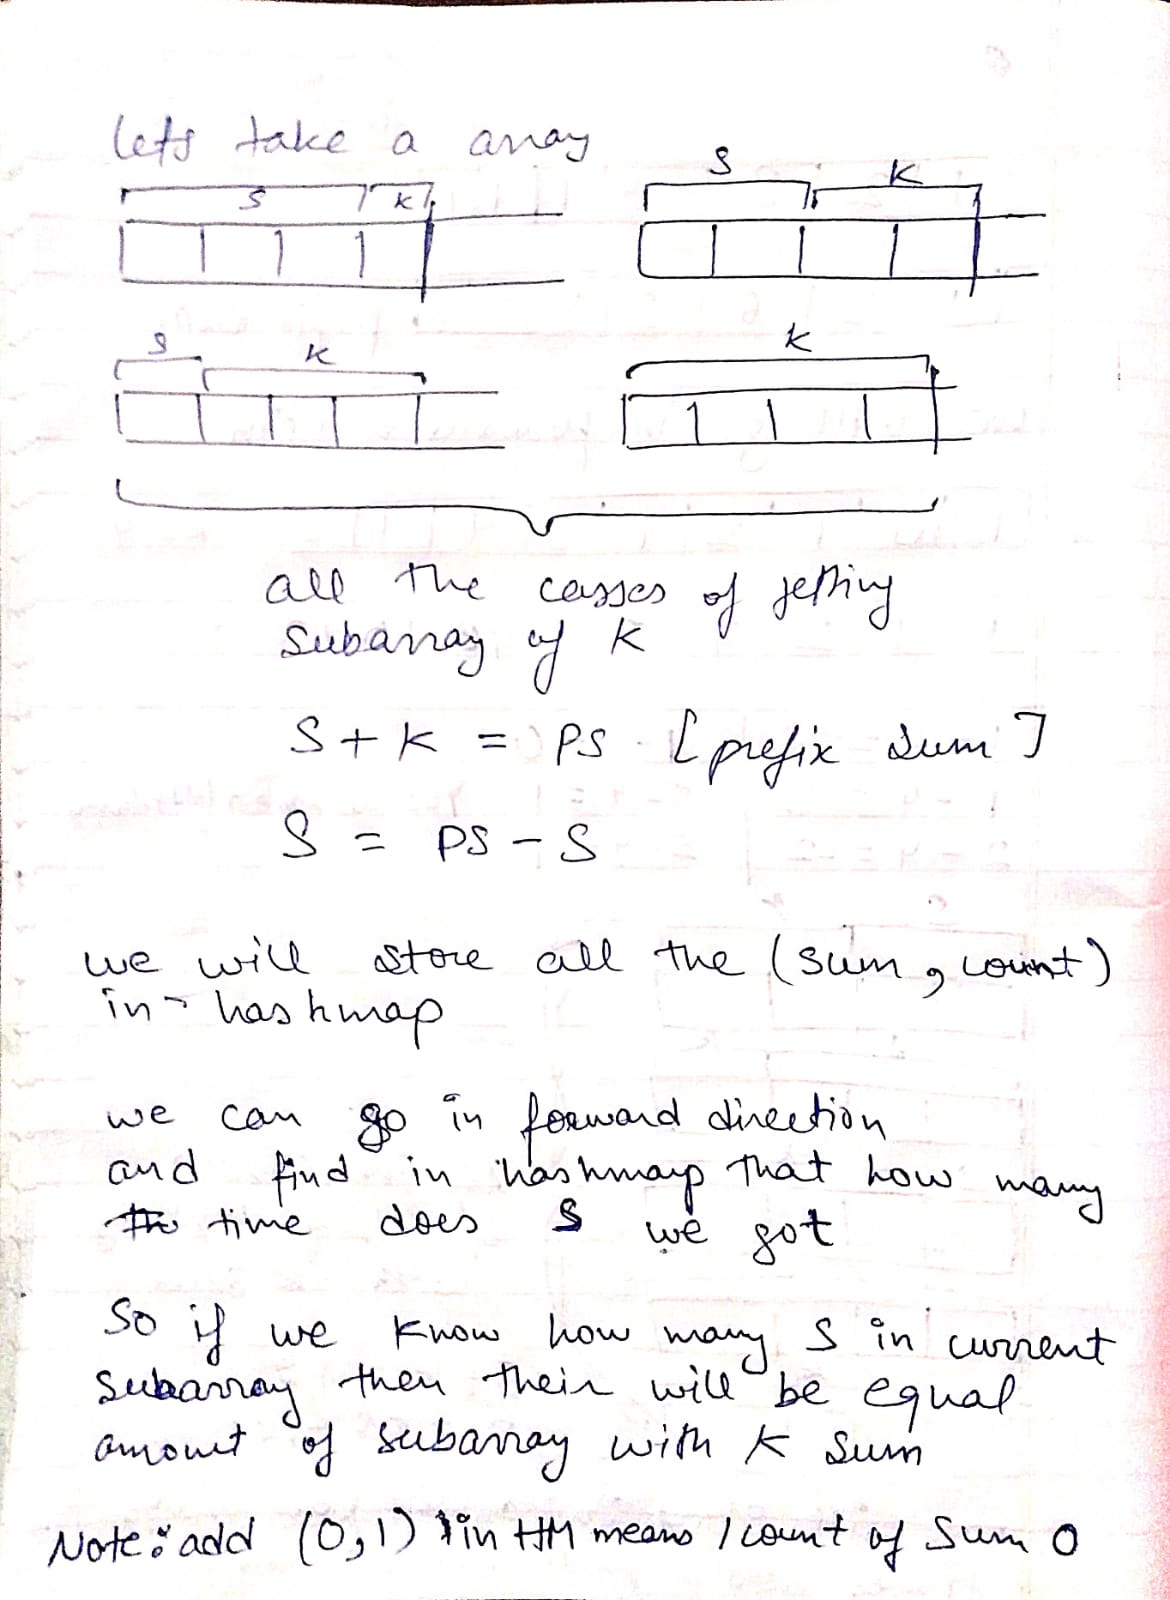 lets take a array
S K
S K
S K
K
all the casses of getting
Subarray of K
S + K = PS [prefix sum]
S = PS - S
we will store all the (sum, count)
in hashmap
we can go in forward direction
and find in hashmap that how many
time does S we got
So if we know how many S in current
subarray then their will be equal
amount of subarray with K sum
Note: add (0,1) in HM means 1 count of sum 0